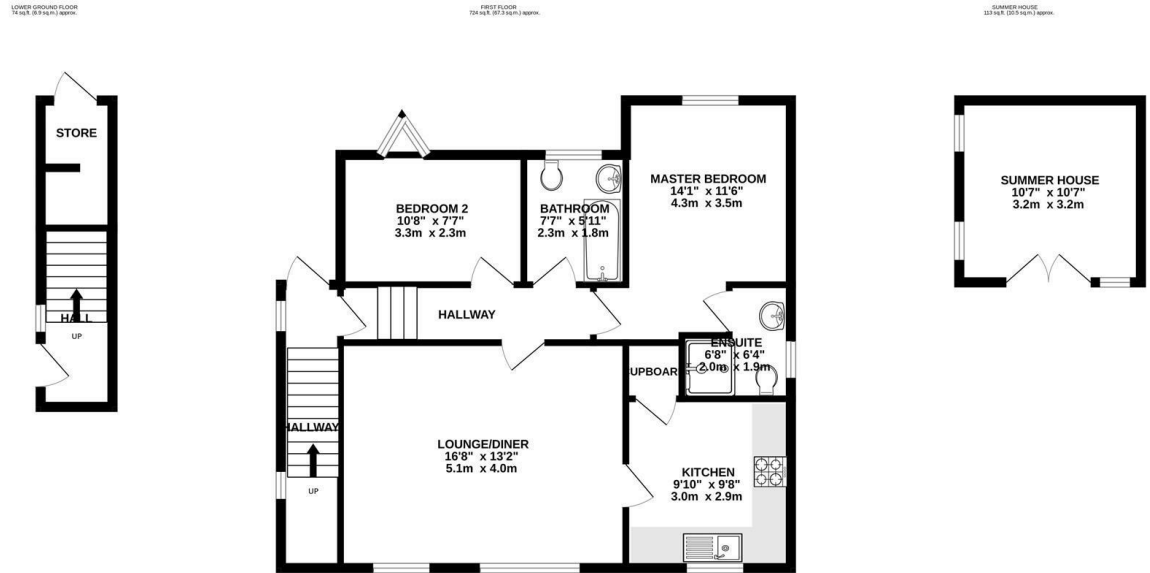 LOWER GROUND FLOOR
74 sq.ft. (6.9 sq.m.) approx.
FIRST FLOOR
724 sq.ft. (67.3 sq.m.) approx.
SUMMER HOUSE
113 sq.ft. (10.5 sq.m.) approx.
STORE
HALL
UP
BEDROOM 2
10'8" x 7'7"
3.3m x 2.3m
BATHROOM
7'7" x 5'11"
2.3m x 1.8m
MASTER BEDROOM
14'1" x 11'6"
4.3m x 3.5m
HALLWAY
ENSUITE
6'8" x 6'4"
2.0m x 1.9m
UPBOAR
HALLWAY
UP
LOUNGE/DINER
16'8" x 13'2"
5.1m x 4.0m
KITCHEN
9'10" x 9'8"
3.0m x 2.9m
SUMMER HOUSE
10'7" x 10'7"
3.2m x 3.2m